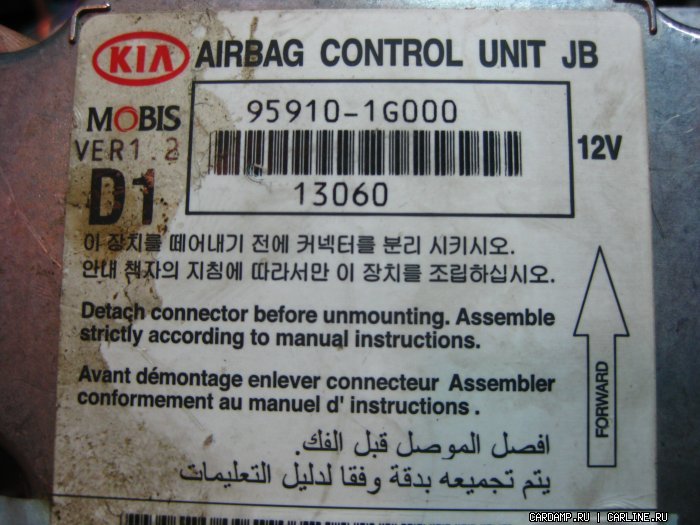 KIA AIRBAG CONTROL UNIT JB
MOBIS
95910-1G000
VER1.2
12V
D1
13060
이 장치를 떼어내기 전에 커넥터를 분리 시키시오.
안내 책자의 지침에 따라서만 이 장치를 조립하십시오.
Detach connector before unmounting. Assemble
strictly according to manual instructions.
Avant démontage enlever connecteur Assembler
conformement au manuel d' instructions .
FORWARD
افصل الموصل قبل الفك.
يتم تجميعه بدقة وفقا لدليل التعليمات
CARDAMP.RU | CARLINE.RU